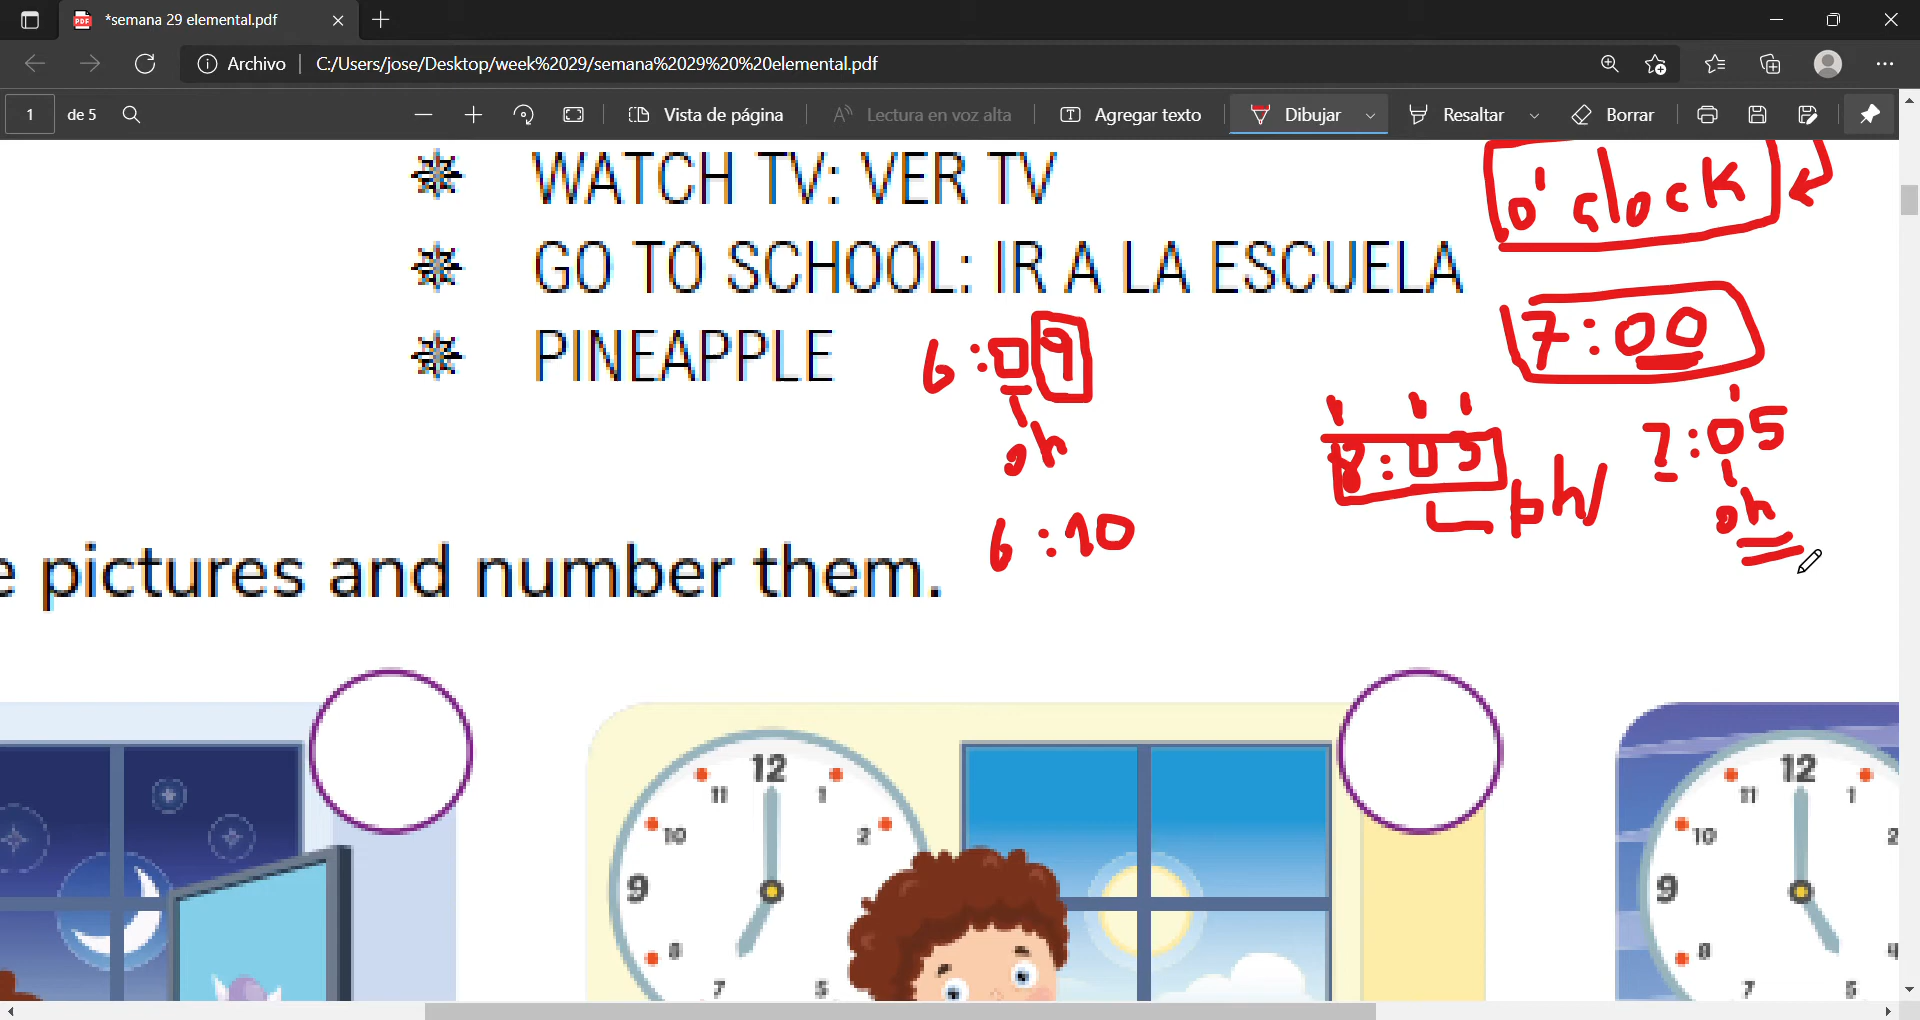 *semana 29 elemental.pdf
Archivo C:/Users/jose/Desktop/week%2029/semana%2029%20%20elemental.pdf
1 de 5 Vista de página Lectura en voz alta Agregar texto Dibujar Resaltar Borrar
WATCH TV: VER TV
o'clock
GO TO SCHOOL: IR A LA ESCUELA
7:00
PINEAPPLE
6:09
oh
8:05
7:05
oh
oh
6:10
e pictures and number them.
12
11 1
10 2
9
8
7 5
12
11 1
10 2
9
8 4
7 5